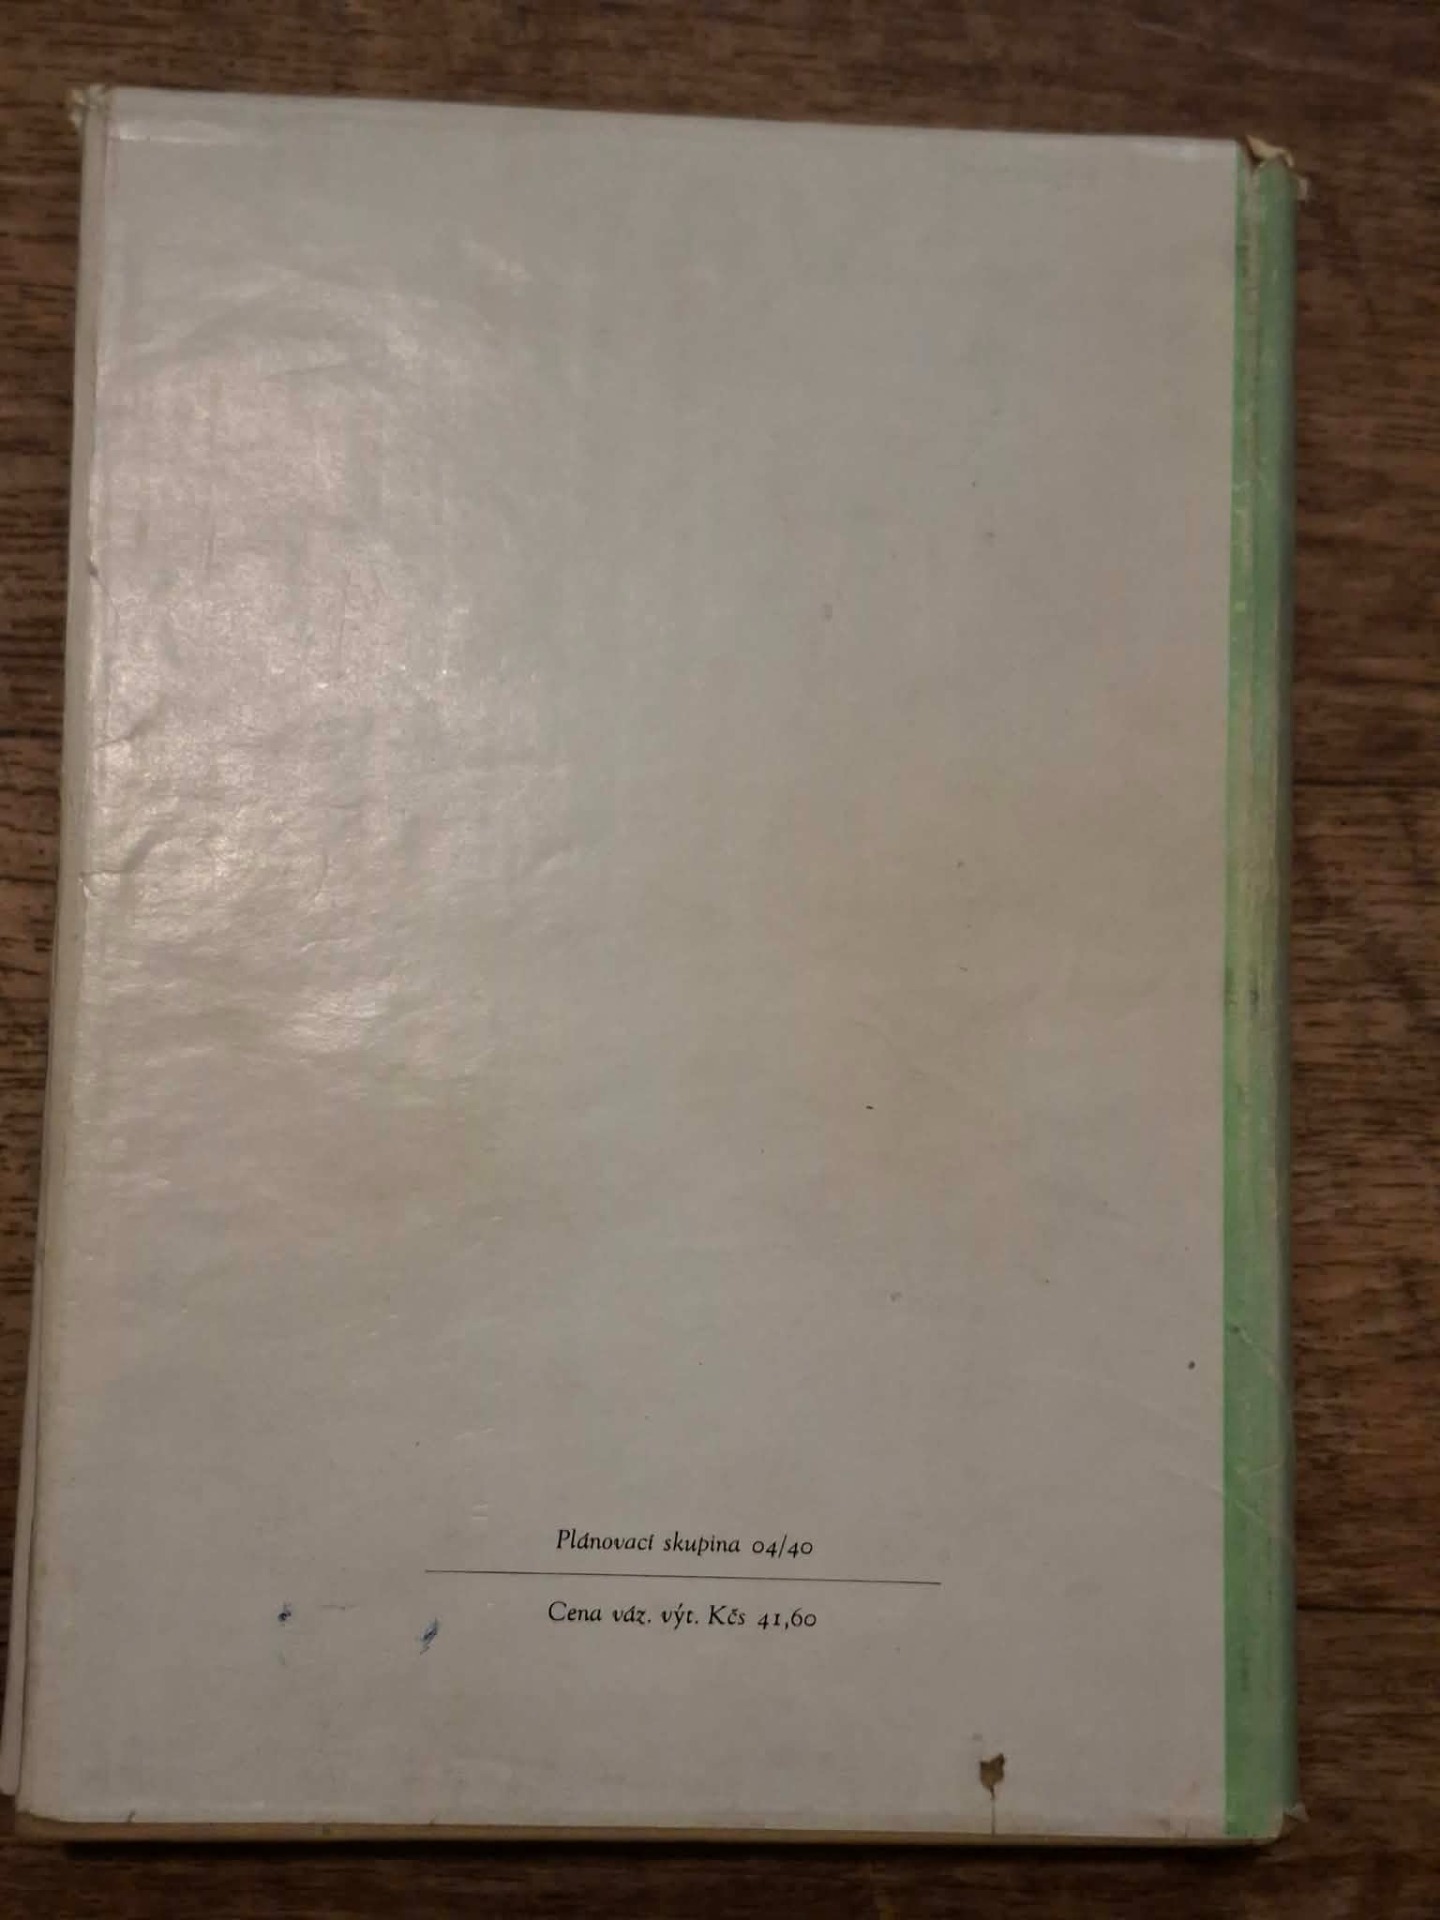 Plánovací skupina 04/40
Cena váz. výt. Kčs 41,60